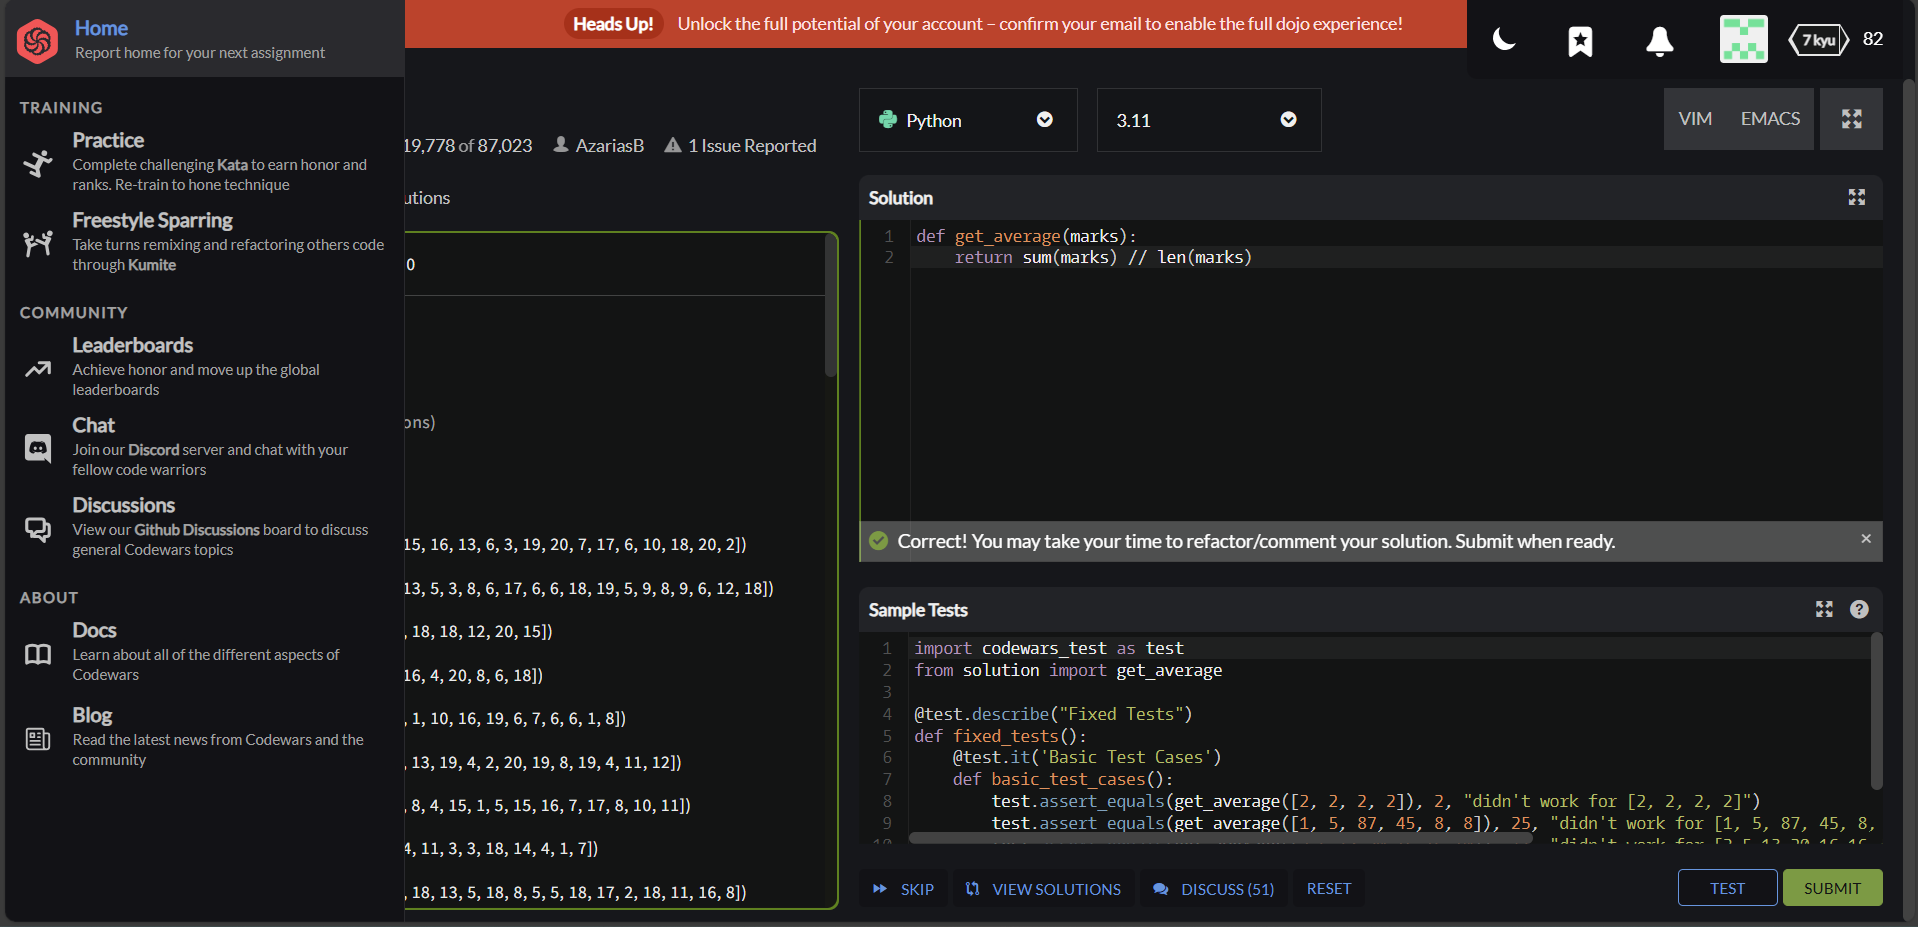 Home
Report home for your next assignment
TRAINING
Practice
Complete challenging Kata to earn honor and
ranks. Re-train to hone technique
Freestyle Sparring
Take turns remixing and refactoring others code
through Kumite
COMMUNITY
Leaderboards
Achieve honor and move up the global
leaderboards
Chat
Join our Discord server and chat with your
fellow code warriors
Discussions
View our Github Discussions board to discuss
general Codewars topics
ABOUT
Docs
Learn about all of the different aspects of
Codewars
Blog
Read the latest news from Codewars and the
community
Heads Up! Unlock the full potential of your account – confirm your email to enable the full dojo experience!
7 kyu 82
19,778 of 87,023 AzariasB 1 Issue Reported
utions
0
ons)
15, 16, 13, 6, 3, 19, 20, 7, 17, 6, 10, 18, 20, 2])
13, 5, 3, 8, 6, 17, 6, 6, 18, 19, 5, 9, 8, 9, 6, 12, 18])
, 18, 18, 12, 20, 15])
16, 4, 20, 8, 6, 18])
, 1, 10, 16, 19, 6, 7, 6, 6, 1, 8])
, 13, 19, 4, 2, 20, 19, 8, 19, 4, 11, 12])
, 8, 4, 15, 1, 5, 15, 16, 7, 17, 8, 10, 11])
4, 11, 3, 3, 18, 14, 4, 1, 7])
, 18, 13, 5, 18, 8, 5, 5, 18, 17, 2, 18, 11, 16, 8])
Python 3.11 VIM EMACS
Solution
1 def get_average(marks):
2     return sum(marks) // len(marks)
Correct! You may take your time to refactor/comment your solution. Submit when ready. ×
Sample Tests ?
1 import codewars_test as test
2 from solution import get_average
3
4 @test.describe("Fixed Tests")
5 def fixed_tests():
6     @test.it('Basic Test Cases')
7     def basic_test_cases():
8         test.assert_equals(get_average([2, 2, 2, 2]), 2, "didn't work for [2, 2, 2, 2]")
9         test.assert_equals(get_average([1, 5, 87, 45, 8, 8]), 25, "didn't work for [1, 5, 87, 45, 8,
10 "didn't work for
SKIP VIEW SOLUTIONS DISCUSS (51) RESET TEST SUBMIT